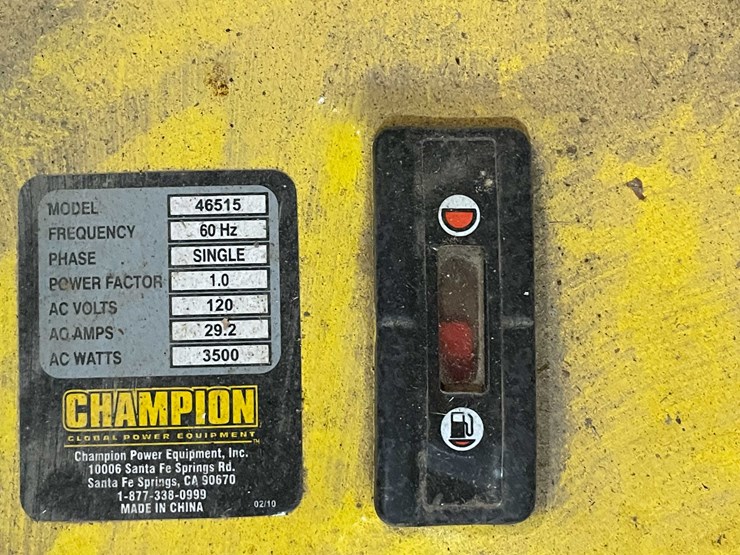 MODEL 46515
FREQUENCY 60 Hz
PHASE SINGLE
POWER FACTOR 1.0
AC VOLTS 120
AC AMPS 29.2
AC WATTS 3500
CHAMPION
GLOBAL POWER EQUIPMENT™
Champion Power Equipment, Inc.
10006 Santa Fe Springs Rd.
Santa Fe Springs, CA 90670
1-877-338-0999
MADE IN CHINA 02/10